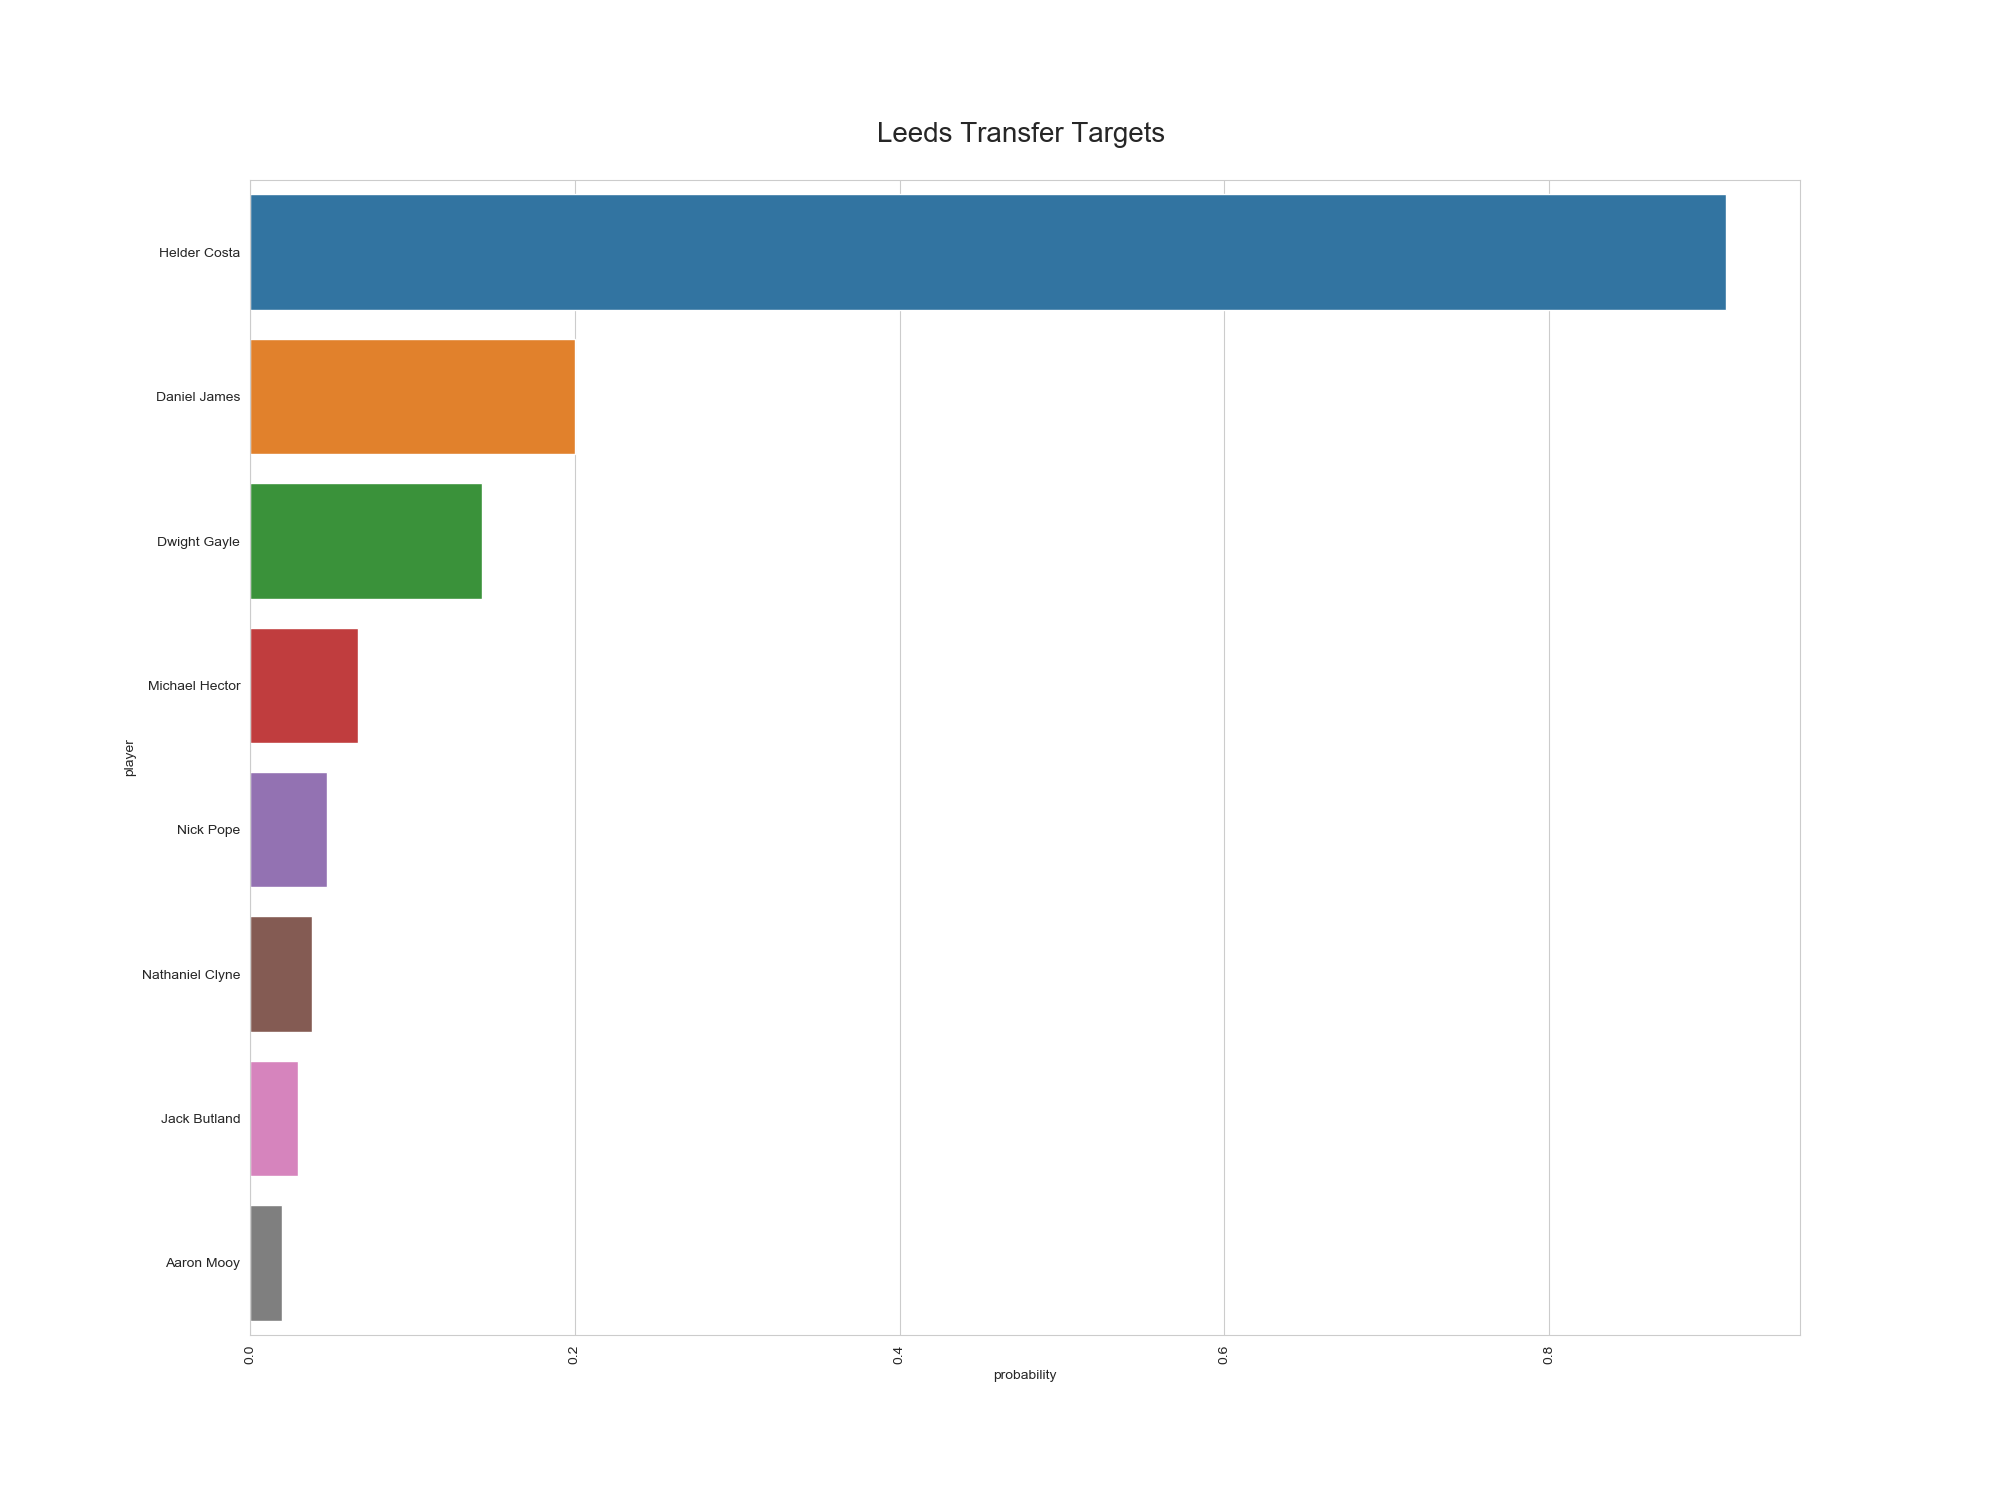 Leeds Transfer Targets
Helder Costa
Daniel James
Dwight Gayle
Michael Hector
player
Nick Pope
Nathaniel Clyne
Jack Butland
Aaron Mooy
0.0
0.2
0.4
0.6
0.8
probability